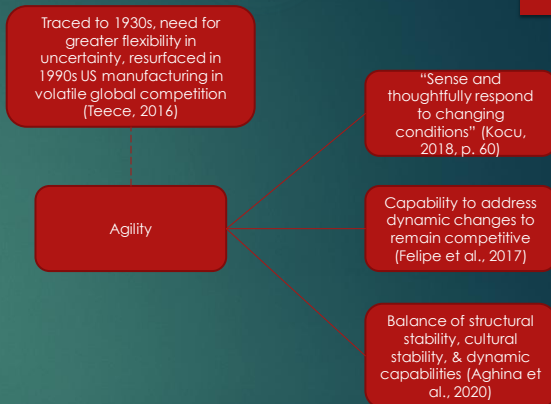 Traced to 1930s, need for
greater flexibility in
uncertainty, resurfaced in
1990s US manufacturing in
volatile global competition
(Teece, 2016)
“Sense and
thoughtfully respond
to changing
conditions” (Kocu,
2018, p. 60)
Agility
Capability to address
dynamic changes to
remain competitive
(Felipe et al., 2017)
Balance of structural
stability, cultural
stability, & dynamic
capabilities (Aghina et
al., 2020)